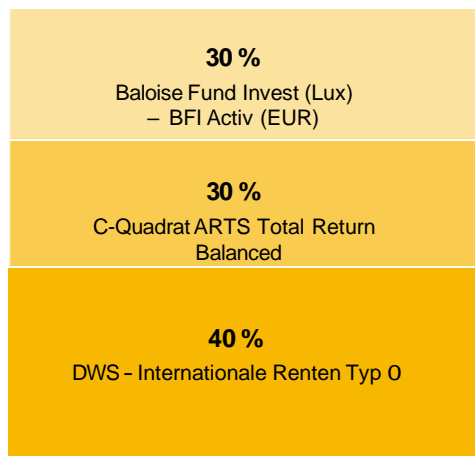 30 %
Baloise Fund Invest (Lux)
– BFI Activ (EUR)
30 %
C-Quadrat ARTS Total Return
Balanced
40 %
DWS – Internationale Renten Typ O